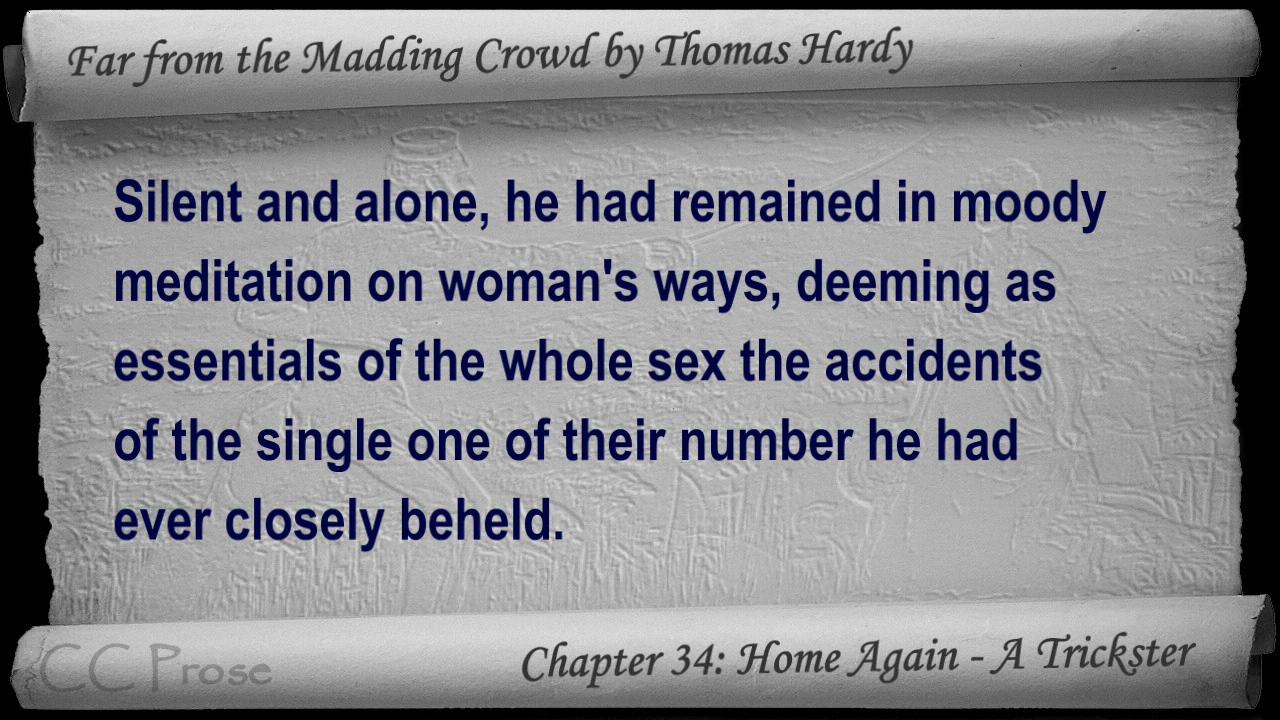 Far from the Madding Crowd by Thomas Hardy
Silent and alone, he had remained in moody
meditation on woman's ways, deeming as
essentials of the whole sex the accidents
of the single one of their number he had
ever closely beheld.
CC Prose
Chapter 34: Home Again - A Trickster